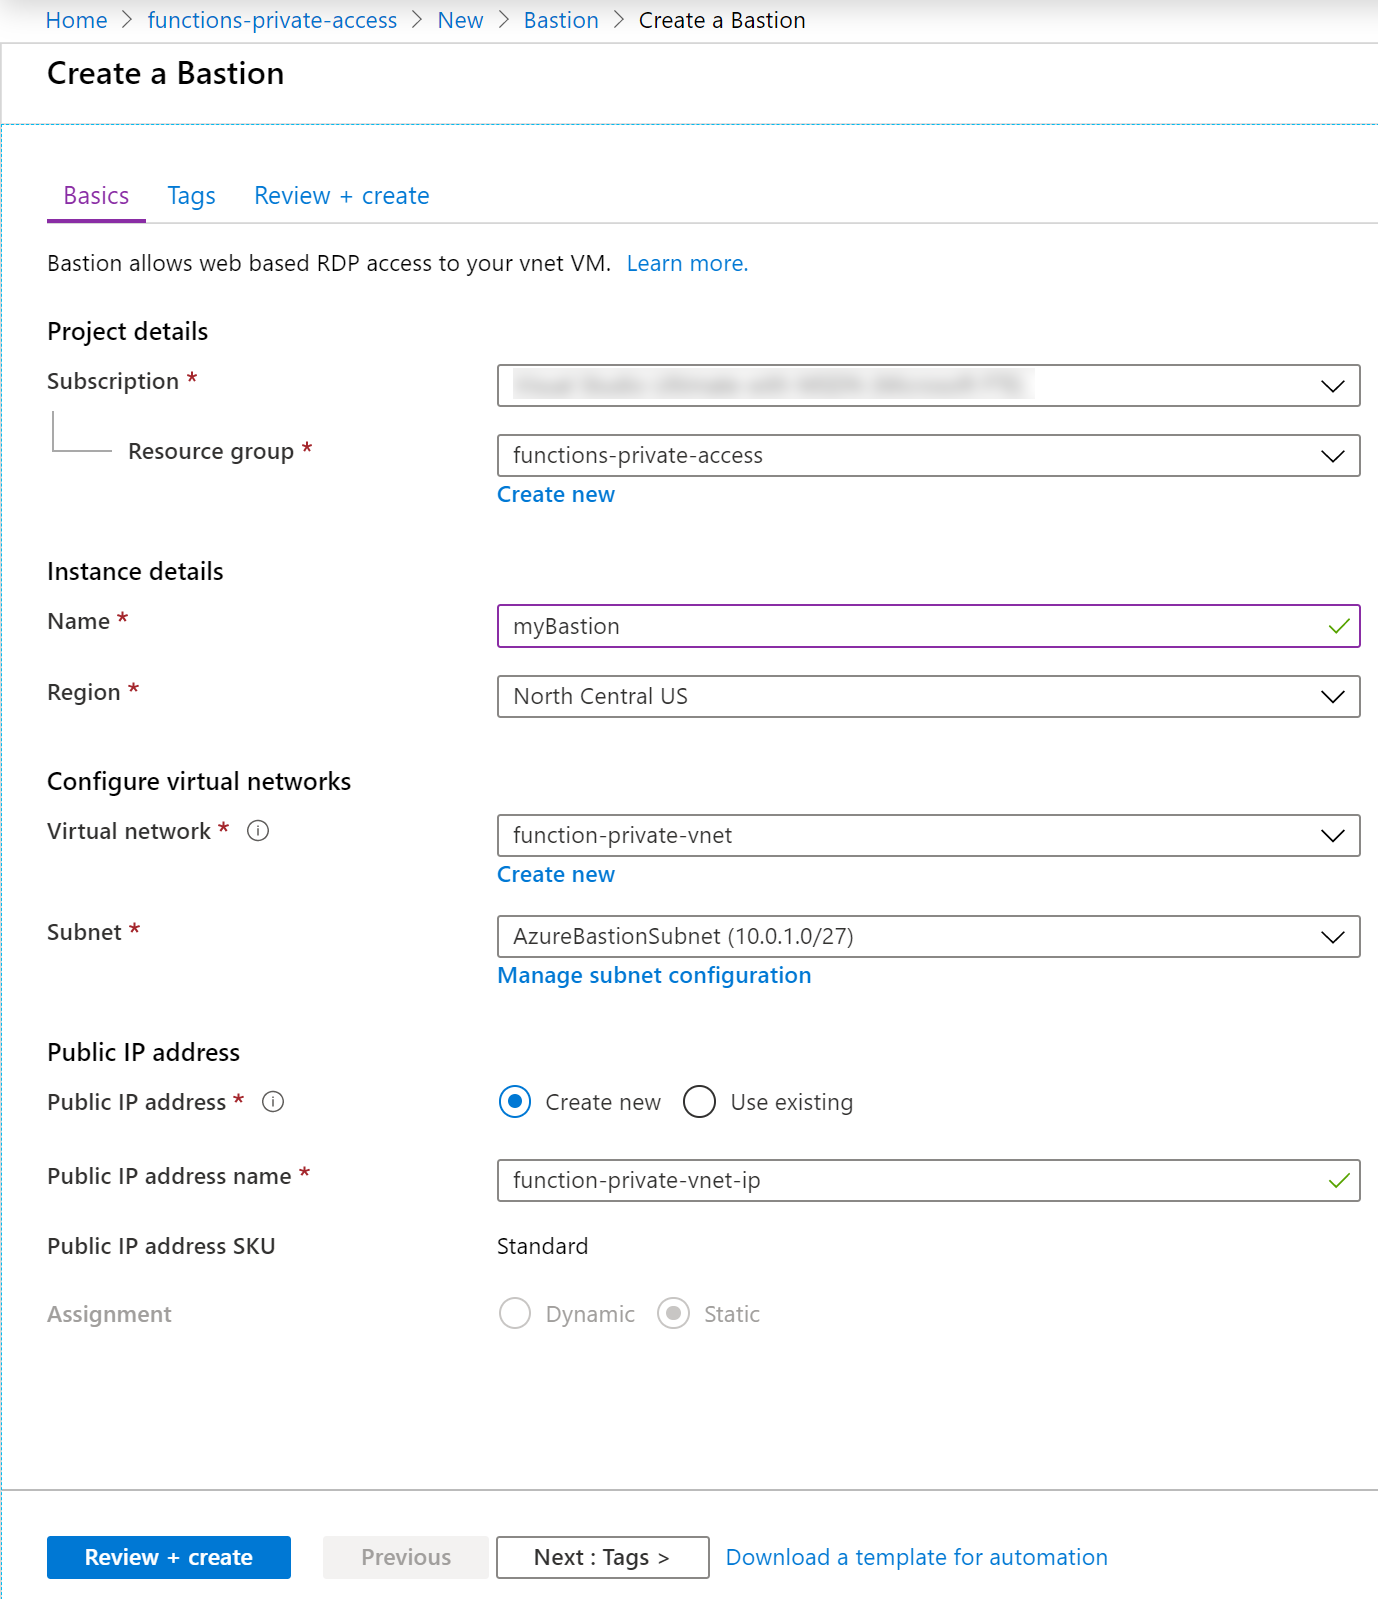 Home > functions-private-access > New > Bastion > Create a Bastion
Create a Bastion
Basics Tags Review + create
Bastion allows web based RDP access to your vnet VM. Learn more.
Project details
Subscription *
Resource group * functions-private-access
Create new
Instance details
Name * myBastion
Region * North Central US
Configure virtual networks
Virtual network * function-private-vnet
Create new
Subnet * AzureBastionSubnet (10.0.1.0/27)
Manage subnet configuration
Public IP address
Public IP address * Create new Use existing
Public IP address name * function-private-vnet-ip
Public IP address SKU Standard
Assignment Dynamic Static
Review + create Previous Next : Tags > Download a template for automation